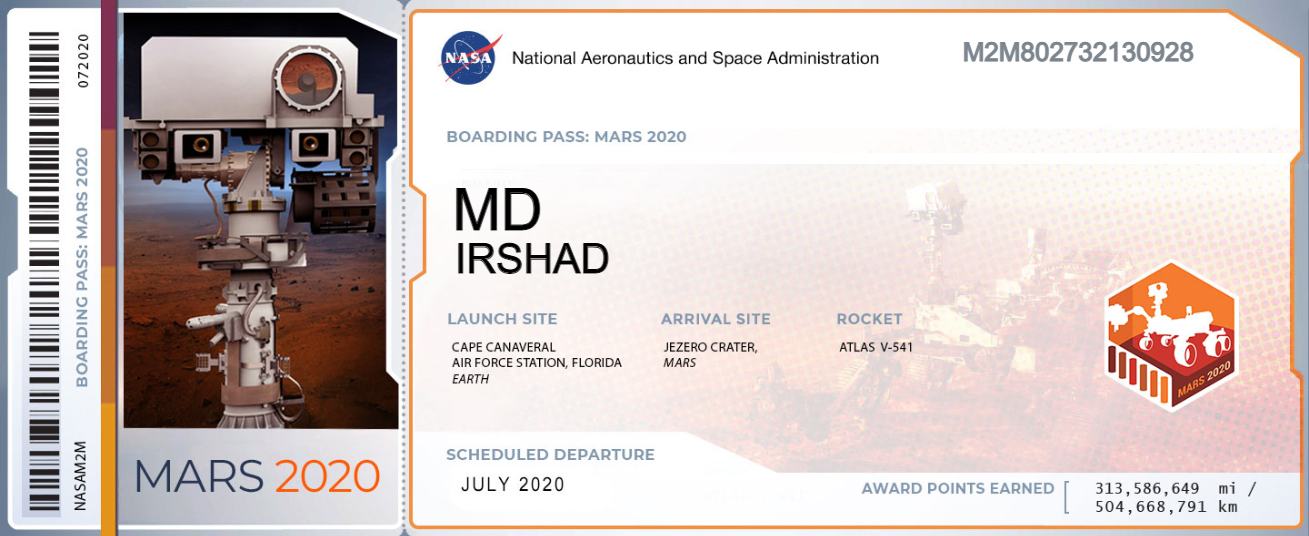 072020
BOARDING PASS: MARS 2020
NASAM2M
MARS 2020
NASA
National Aeronautics and Space Administration
M2M802732130928
BOARDING PASS: MARS 2020
MD
IRSHAD
LAUNCH SITE
CAPE CANAVERAL
AIR FORCE STATION, FLORIDA
EARTH
ARRIVAL SITE
JEZERO CRATER,
MARS
ROCKET
ATLAS V-541
MARS 2020
SCHEDULED DEPARTURE
JULY 2020
AWARD POINTS EARNED
313,586,649 mi /
504,668,791 km